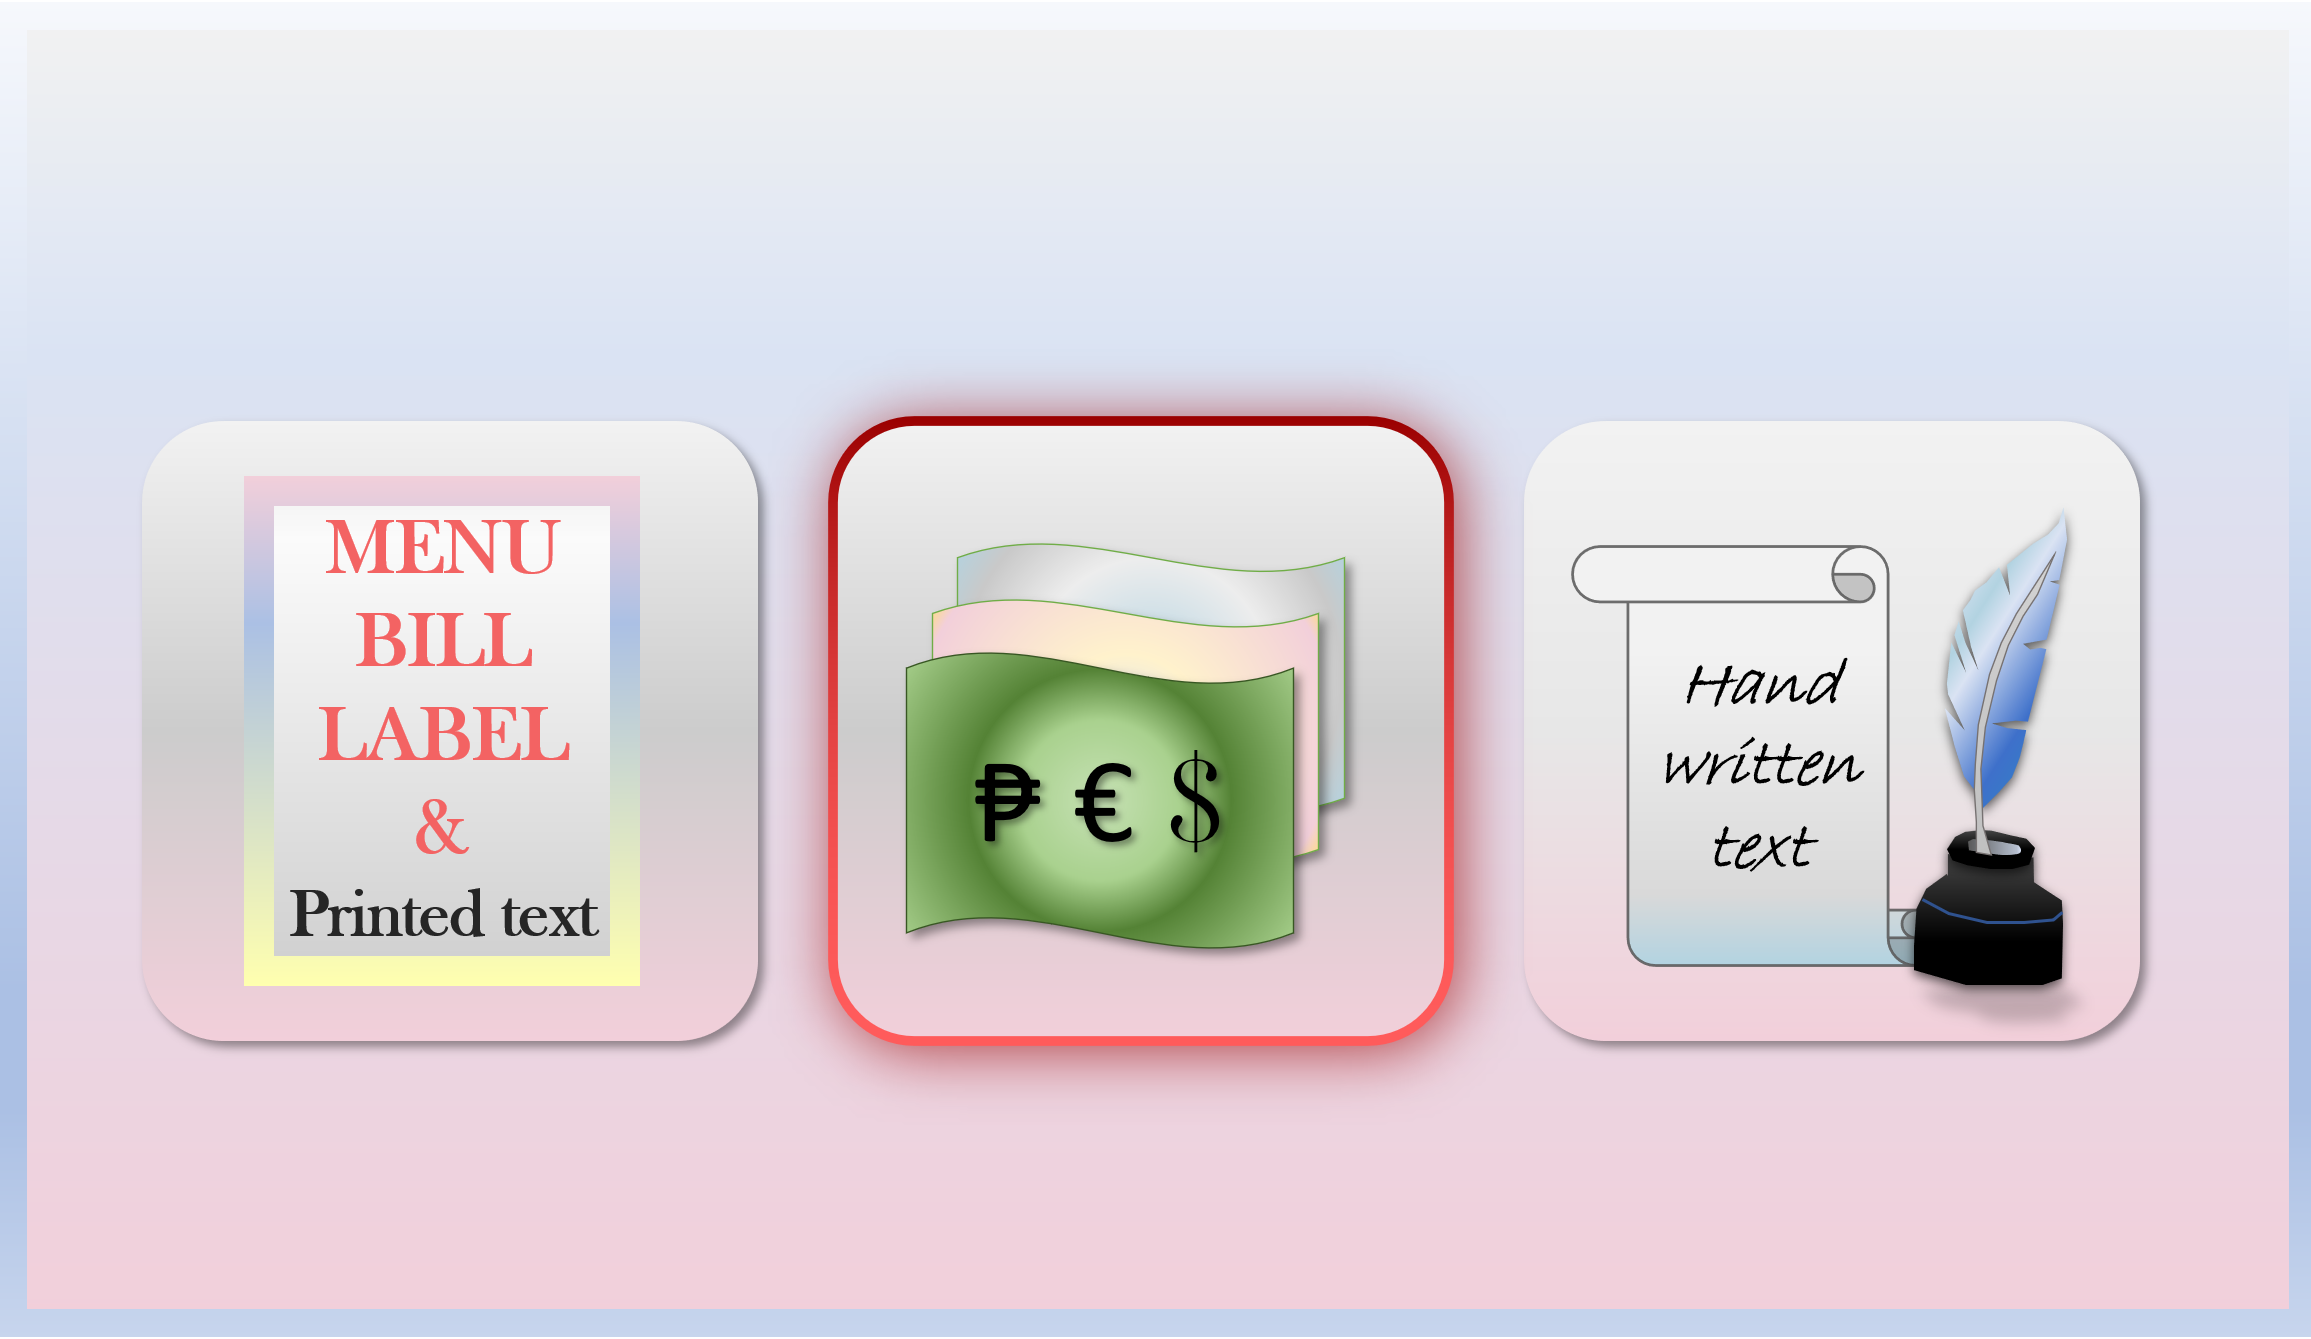 MENU
BILL
LABEL
&
Printed text
₱ € $
Hand
written
text